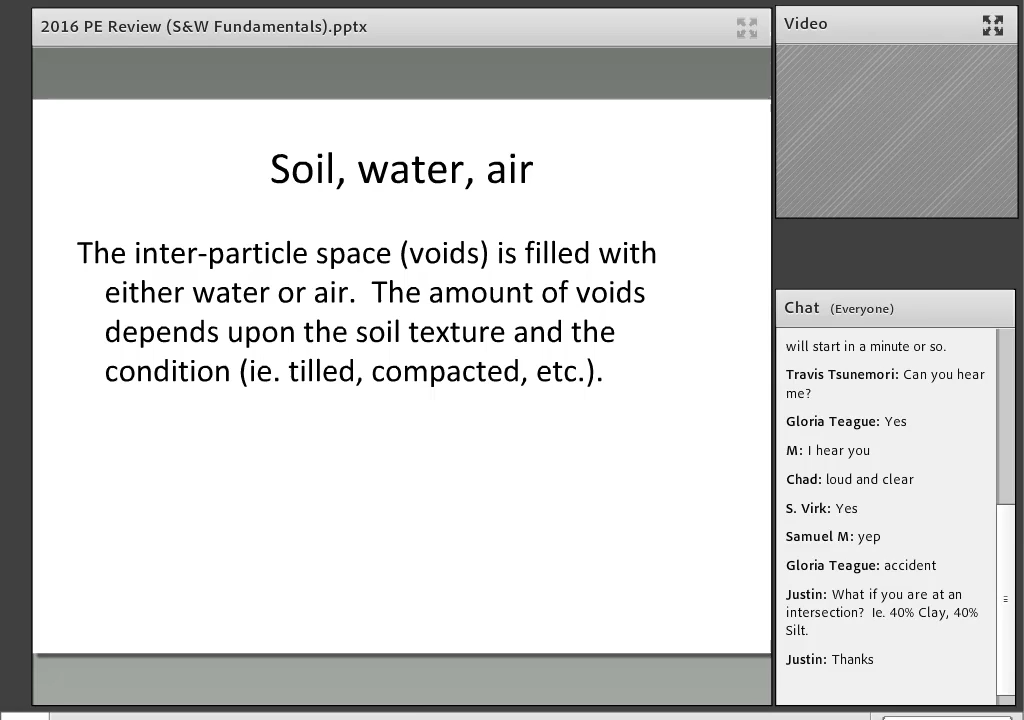 2016 PE Review (S&W Fundamentals).pptx
Soil, water, air
The inter-particle space (voids) is filled with
either water or air.  The amount of voids
depends upon the soil texture and the
condition (ie. tilled, compacted, etc.).
Video
Chat (Everyone)
will start in a minute or so.
Travis Tsunemori: Can you hear
me?
Gloria Teague: Yes
M: I hear you
Chad: loud and clear
S. Virk: Yes
Samuel M: yep
Gloria Teague: accident
Justin: What if you are at an
intersection?  Ie. 40% Clay, 40%
Silt.
Justin: Thanks